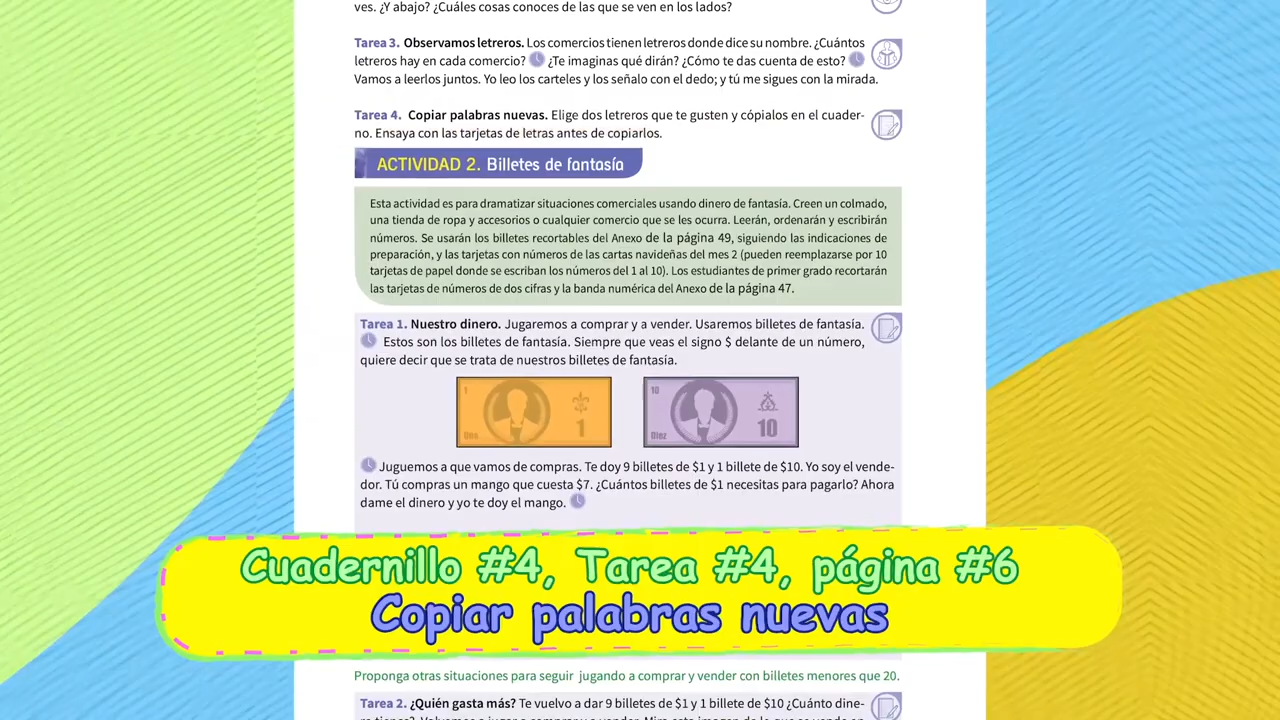 ves. ¿Y abajo? ¿Cuáles cosas conoces de las que se ven en los lados?
Tarea 3. Observamos letreros. Los comercios tienen letreros donde dice su nombre. ¿Cuántos
letreros hay en cada comercio? ¿Te imaginas qué dirán? ¿Cómo te das cuenta de esto?
Vamos a leerlos juntos. Yo leo los carteles y los señalo con el dedo; y tú me sigues con la mirada.
Tarea 4. Copiar palabras nuevas. Elige dos letreros que te gusten y cópialos en el cuader-
no. Ensaya con las tarjetas de letras antes de copiarlos.
ACTIVIDAD 2. Billetes de fantasía
Esta actividad es para dramatizar situaciones comerciales usando dinero de fantasía. Creen un colmado,
una tienda de ropa y accesorios o cualquier comercio que se les ocurra. Leerán, ordenarán y escribirán
números. Se usarán los billetes recortables del Anexo de la página 49, siguiendo las indicaciones de
preparación, y las tarjetas con números de las cartas navideñas del mes 2 (pueden reemplazarse por 10
tarjetas de papel donde se escriban los números del 1 al 10). Los estudiantes de primer grado recortarán
las tarjetas de números de dos cifras y la banda numérica del Anexo de la página 47.
Tarea 1. Nuestro dinero. Jugaremos a comprar y a vender. Usaremos billetes de fantasía.
Estos son los billetes de fantasía. Siempre que veas el signo $ delante de un número,
quiere decir que se trata de nuestros billetes de fantasía.
1
1
Uno
10
10
Diez
Juguemos a que vamos de compras. Te doy 9 billetes de $1 y 1 billete de $10. Yo soy el vende-
dor. Tú compras un mango que cuesta $7. ¿Cuántos billetes de $1 necesitas para pagarlo? Ahora
dame el dinero y yo te doy el mango.
Cuadernillo #4, Tarea #4, página #6
Copiar palabras nuevas
Proponga otras situaciones para seguir jugando a comprar y vender con billetes menores que 20.
Tarea 2. ¿Quién gasta más? Te vuelvo a dar 9 billetes de $1 y 1 billete de $10 ¿Cuánto dine-